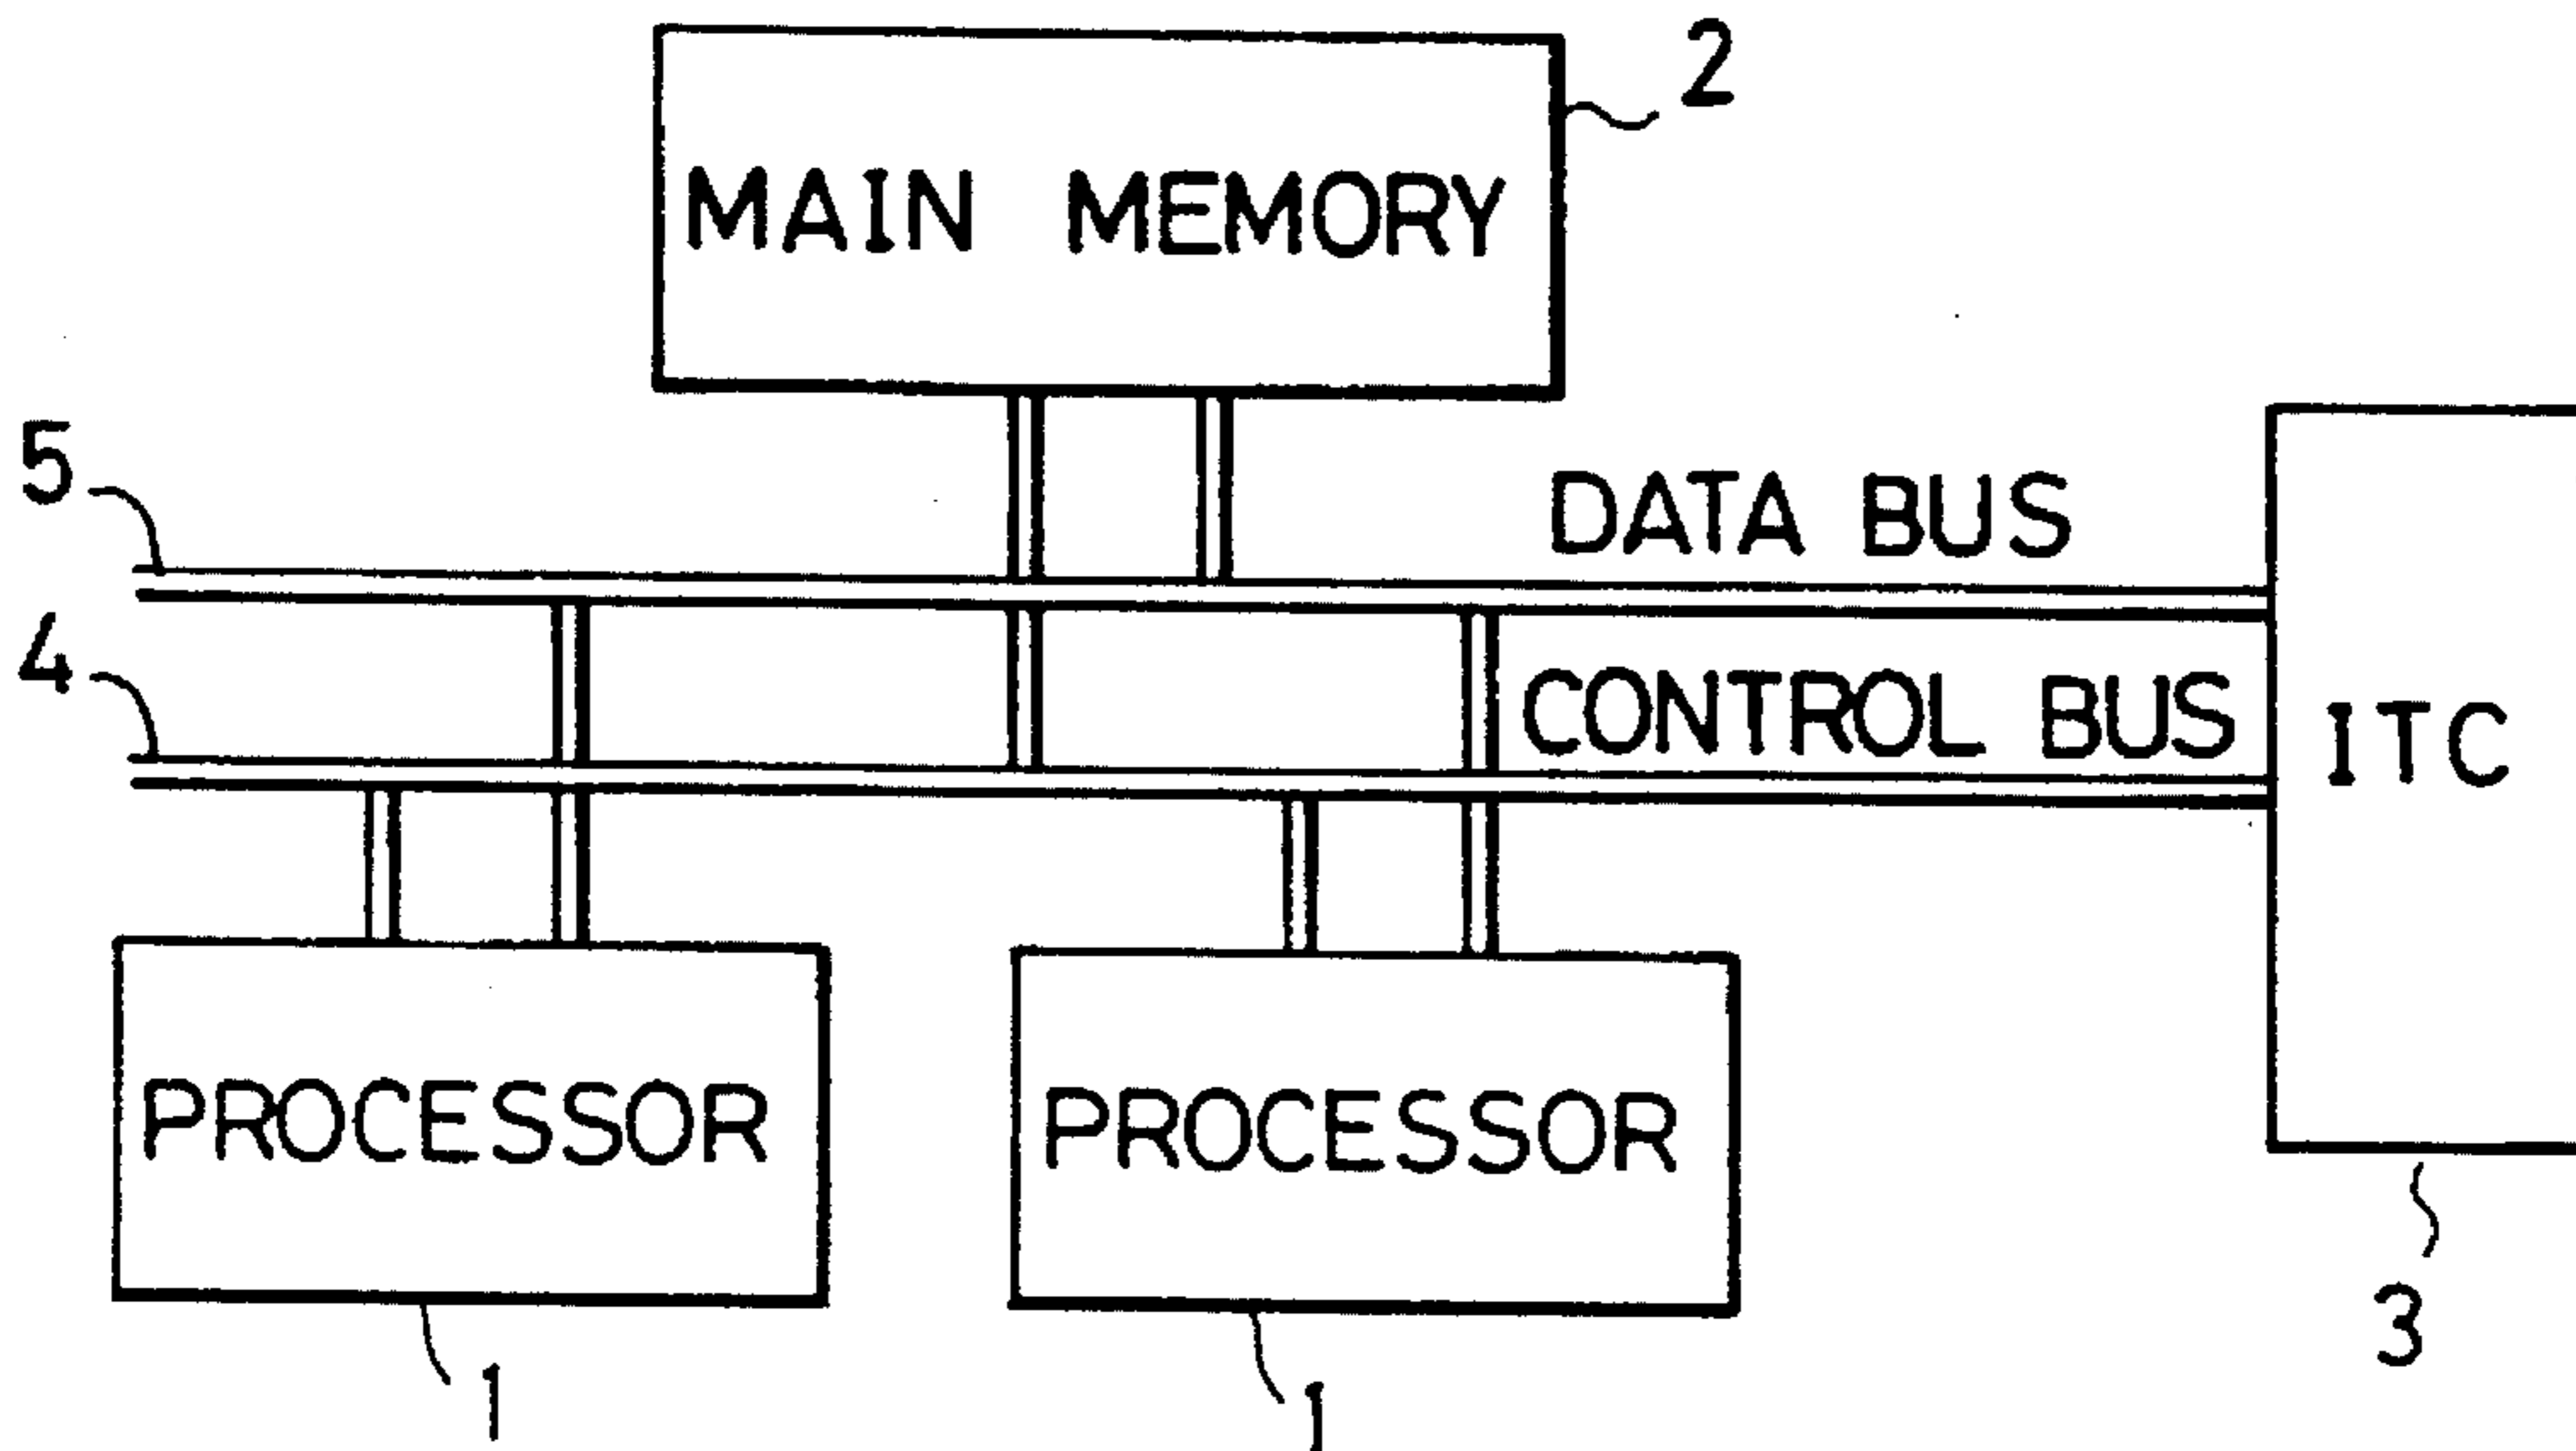 2
MAIN MEMORY
5
DATA BUS
4
CONTROL BUS
ITC
PROCESSOR
PROCESSOR
3
1
1